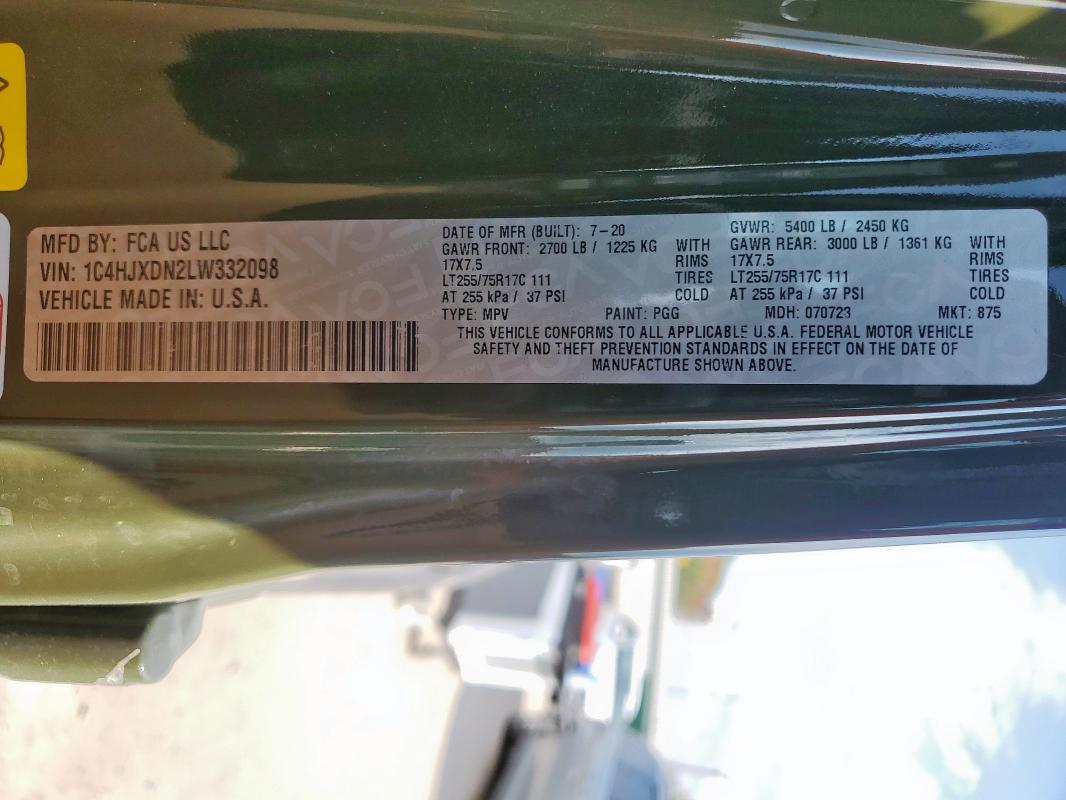 MFD BY: FCA US LLC
VIN: 1C4HJXDN2LW332098
VEHICLE MADE IN: U.S.A.
DATE OF MFR (BUILT): 7-20
GAWR FRONT: 2700 LB / 1225 KG WITH
17X7.5 RIMS
LT255/75R17C 111 TIRES
AT 255 kPa / 37 PSI COLD
GVWR: 5400 LB / 2450 KG
GAWR REAR: 3000 LB / 1361 KG WITH
17X7.5 RIMS
LT255/75R17C 111 TIRES
AT 255 kPa / 37 PSI COLD
TYPE: MPV PAINT: PGG MDH: 070723 MKT: 875
THIS VEHICLE CONFORMS TO ALL APPLICABLE U.S.A. FEDERAL MOTOR VEHICLE
SAFETY AND THEFT PREVENTION STANDARDS IN EFFECT ON THE DATE OF
MANUFACTURE SHOWN ABOVE.